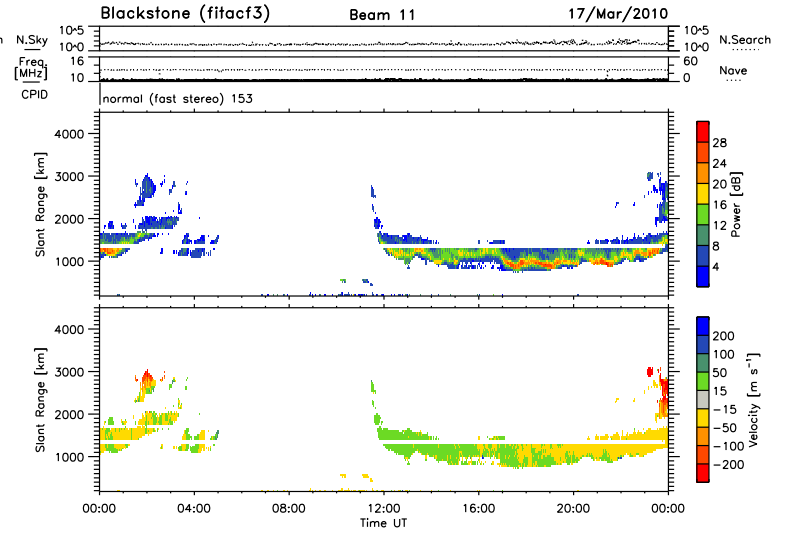 Blackstone (fitacf3) Beam 11 17/Mar/2010
N.Sky 10^5 10^0 10^5 10^0 N.Search
Freq. [MHz] 16 10 60 0 Nave
CPID normal (fast stereo) 153
Slant Range [km] 4000 3000 2000 1000
28 24 20 16 12 8 4 Power [dB]
Slant Range [km] 4000 3000 2000 1000
200 100 50 15 -15 -50 -100 -200 Velocity [m s⁻¹]
00:00 04:00 08:00 12:00 16:00 20:00 00:00
Time UT